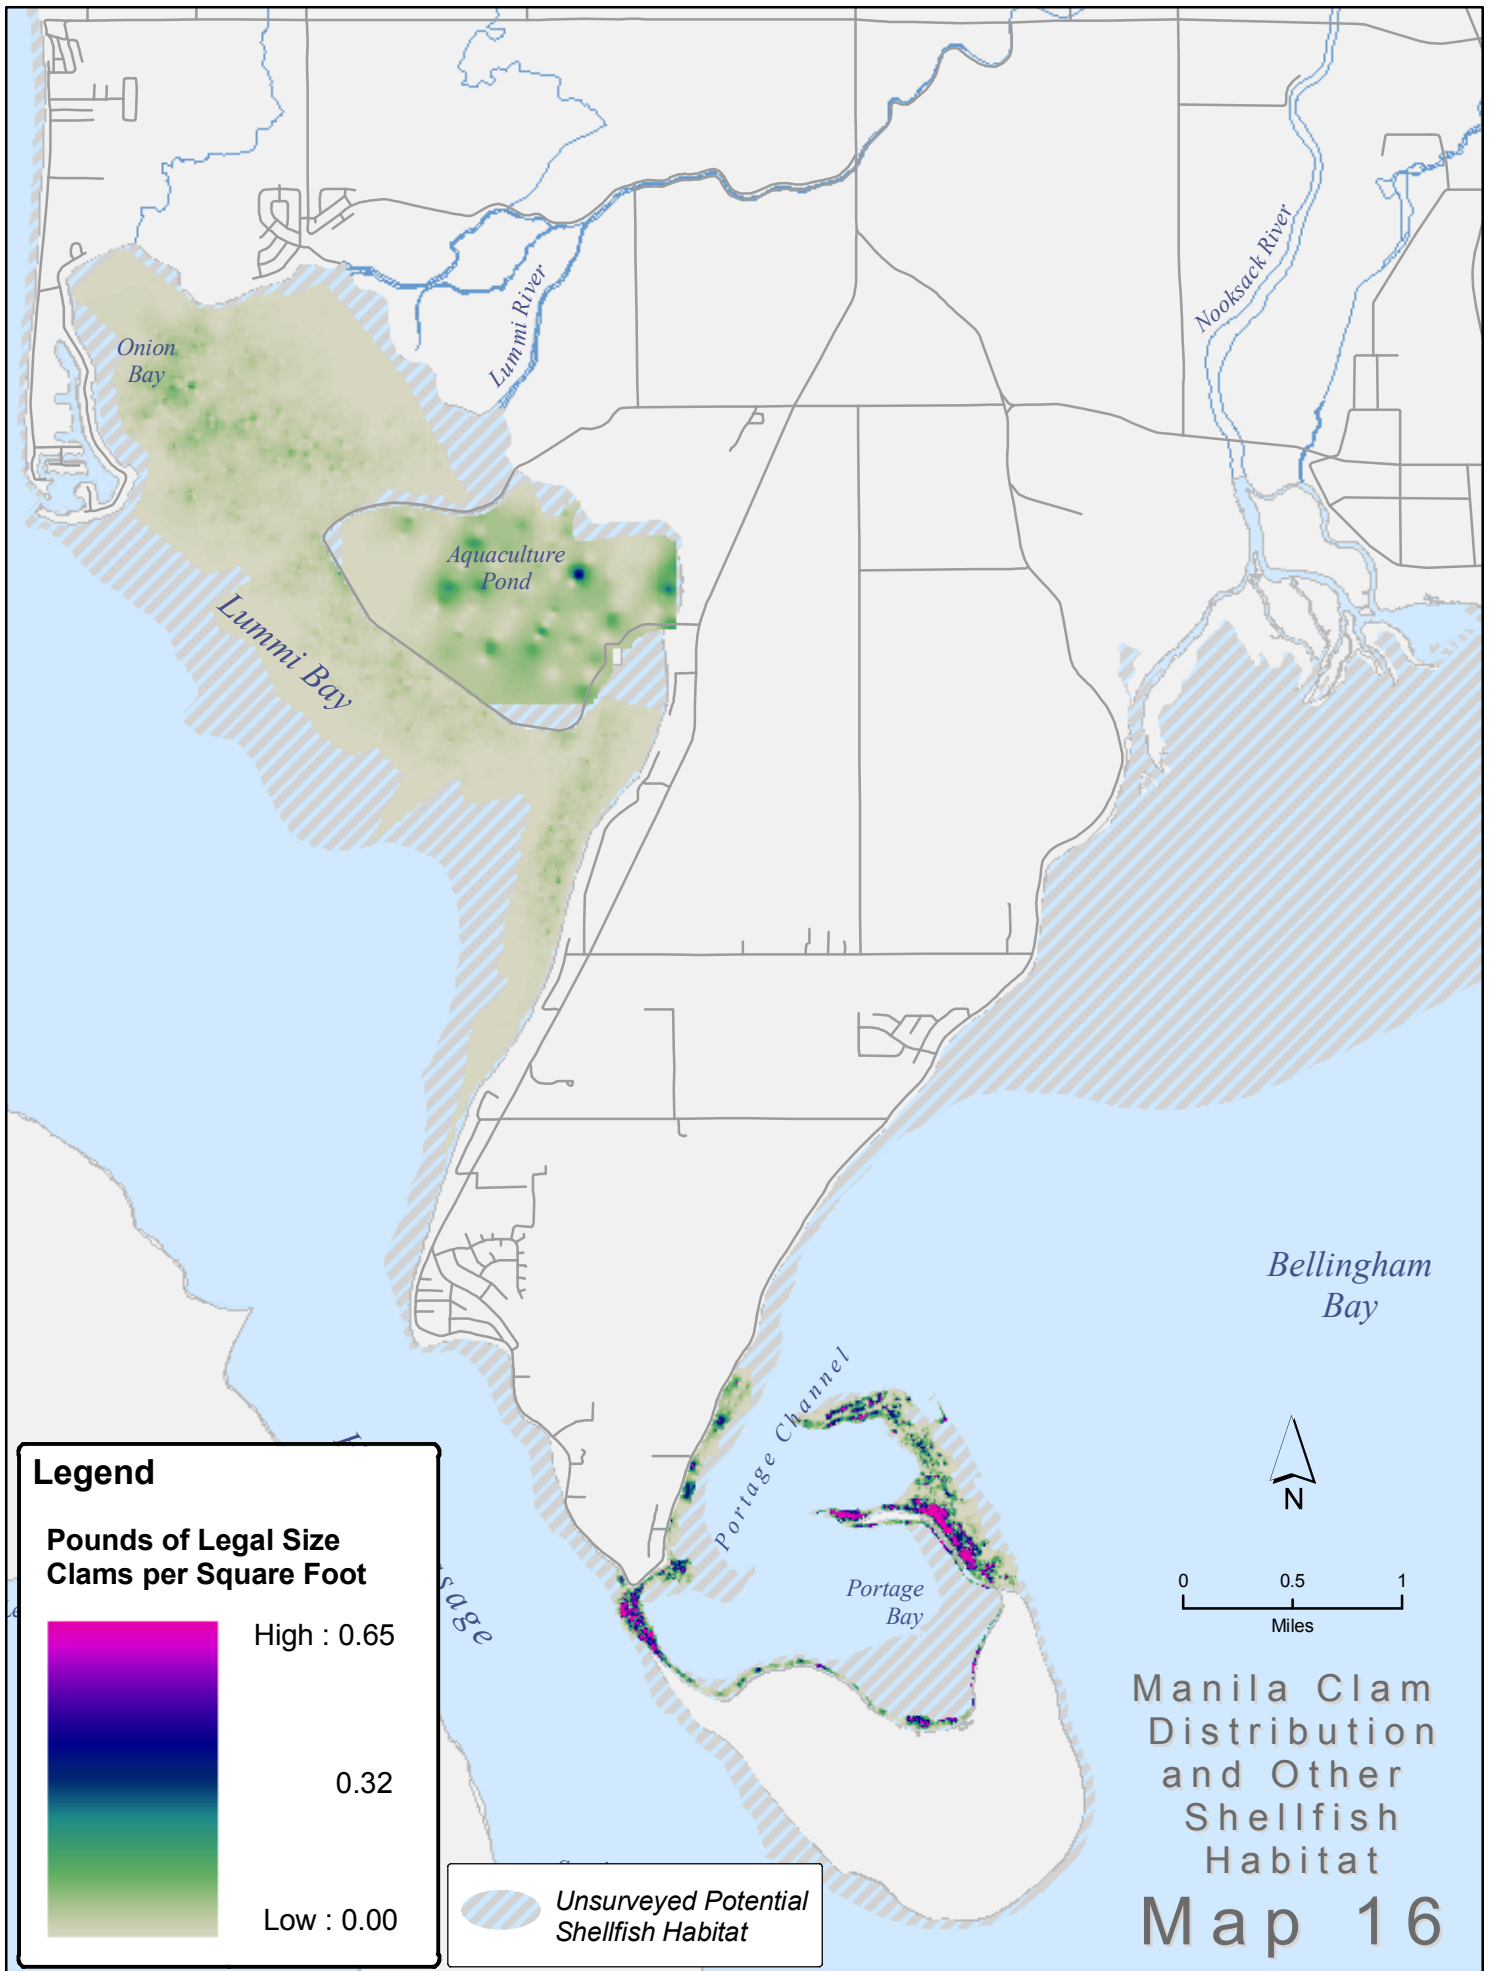 Onion
Bay
Lummi River
Nooksack River
Aquaculture
Pond
Lummi Bay
Bellingham
Bay
Portage Channel
Portage
Bay
N
0 0.5 1
Miles
Legend
Pounds of Legal Size
Clams per Square Foot
High : 0.65
0.32
Low : 0.00
Unsurveyed Potential
Shellfish Habitat
Manila Clam
Distribution
and Other
Shellfish
Habitat
Map 16